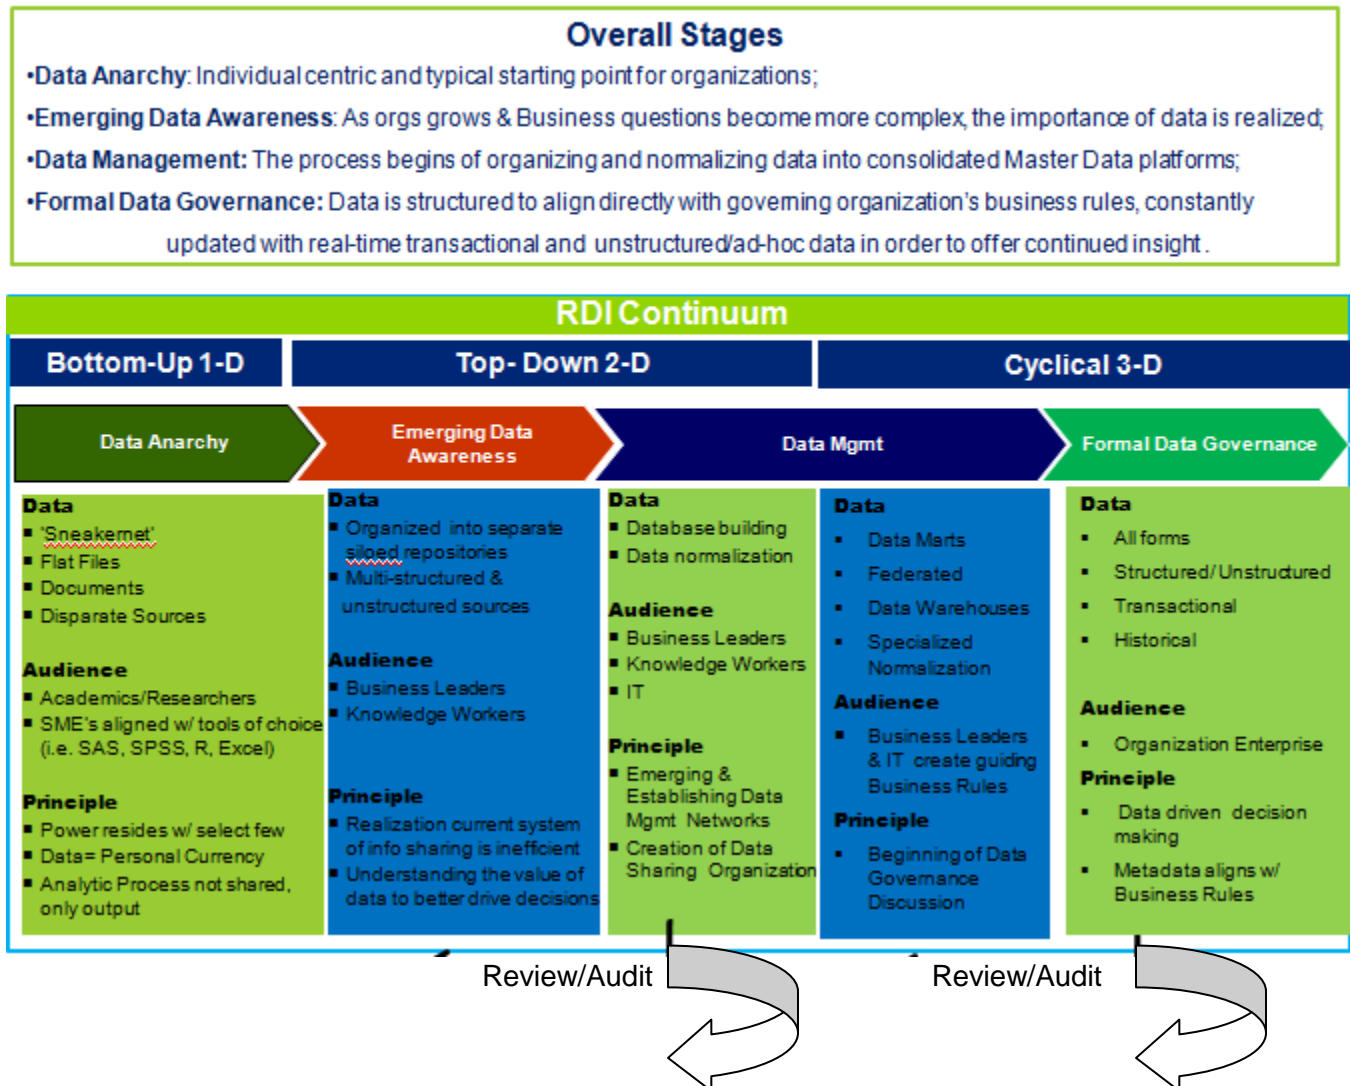 Overall Stages
•Data Anarchy: Individual centric and typical starting point for organizations;
•Emerging Data Awareness: As orgs grows & Business questions become more complex, the importance of data is realized;
•Data Management: The process begins of organizing and normalizing data into consolidated Master Data platforms;
•Formal Data Governance: Data is structured to align directly with governing organization's business rules, constantly
updated with real-time transactional and unstructured/ad-hoc data in order to offer continued insight.
RDI Continuum
Bottom-Up 1-D
Top- Down 2-D
Cyclical 3-D
Data Anarchy
Emerging Data
Awareness
Data Mgmt
Formal Data Governance
Data
▪ 'Sneakernet'
▪ Flat Files
▪ Documents
▪ Disparate Sources
Audience
▪ Academics/Researchers
▪ SME's aligned w/ tools of choice
(i.e. SAS, SPSS, R, Excel)
Principle
▪ Power resides w/ select few
▪ Data= Personal Currency
▪ Analytic Process not shared,
only output
Data
▪ Organized into separate
siloed repositories
▪ Multi-structured &
unstructured sources
Audience
▪ Business Leaders
▪ Knowledge Workers
Principle
▪ Realization current system
of info sharing is inefficient
▪ Understanding the value of
data to better drive decisions
Data
▪ Database building
▪ Data normalization
Audience
▪ Business Leaders
▪ Knowledge Workers
▪ IT
Principle
▪ Emerging &
Establishing Data
Mgmt Networks
▪ Creation of Data
Sharing Organization
Data
▪ Data Marts
▪ Federated
▪ Data Warehouses
▪ Specialized
Normalization
Audience
▪ Business Leaders
& IT create guiding
Business Rules
Principle
▪ Beginning of Data
Governance
Discussion
Data
▪ All forms
▪ Structured/Unstructured
▪ Transactional
▪ Historical
Audience
▪ Organization Enterprise
Principle
▪ Data driven decision
making
▪ Metadata aligns w/
Business Rules
Review/Audit
Review/Audit